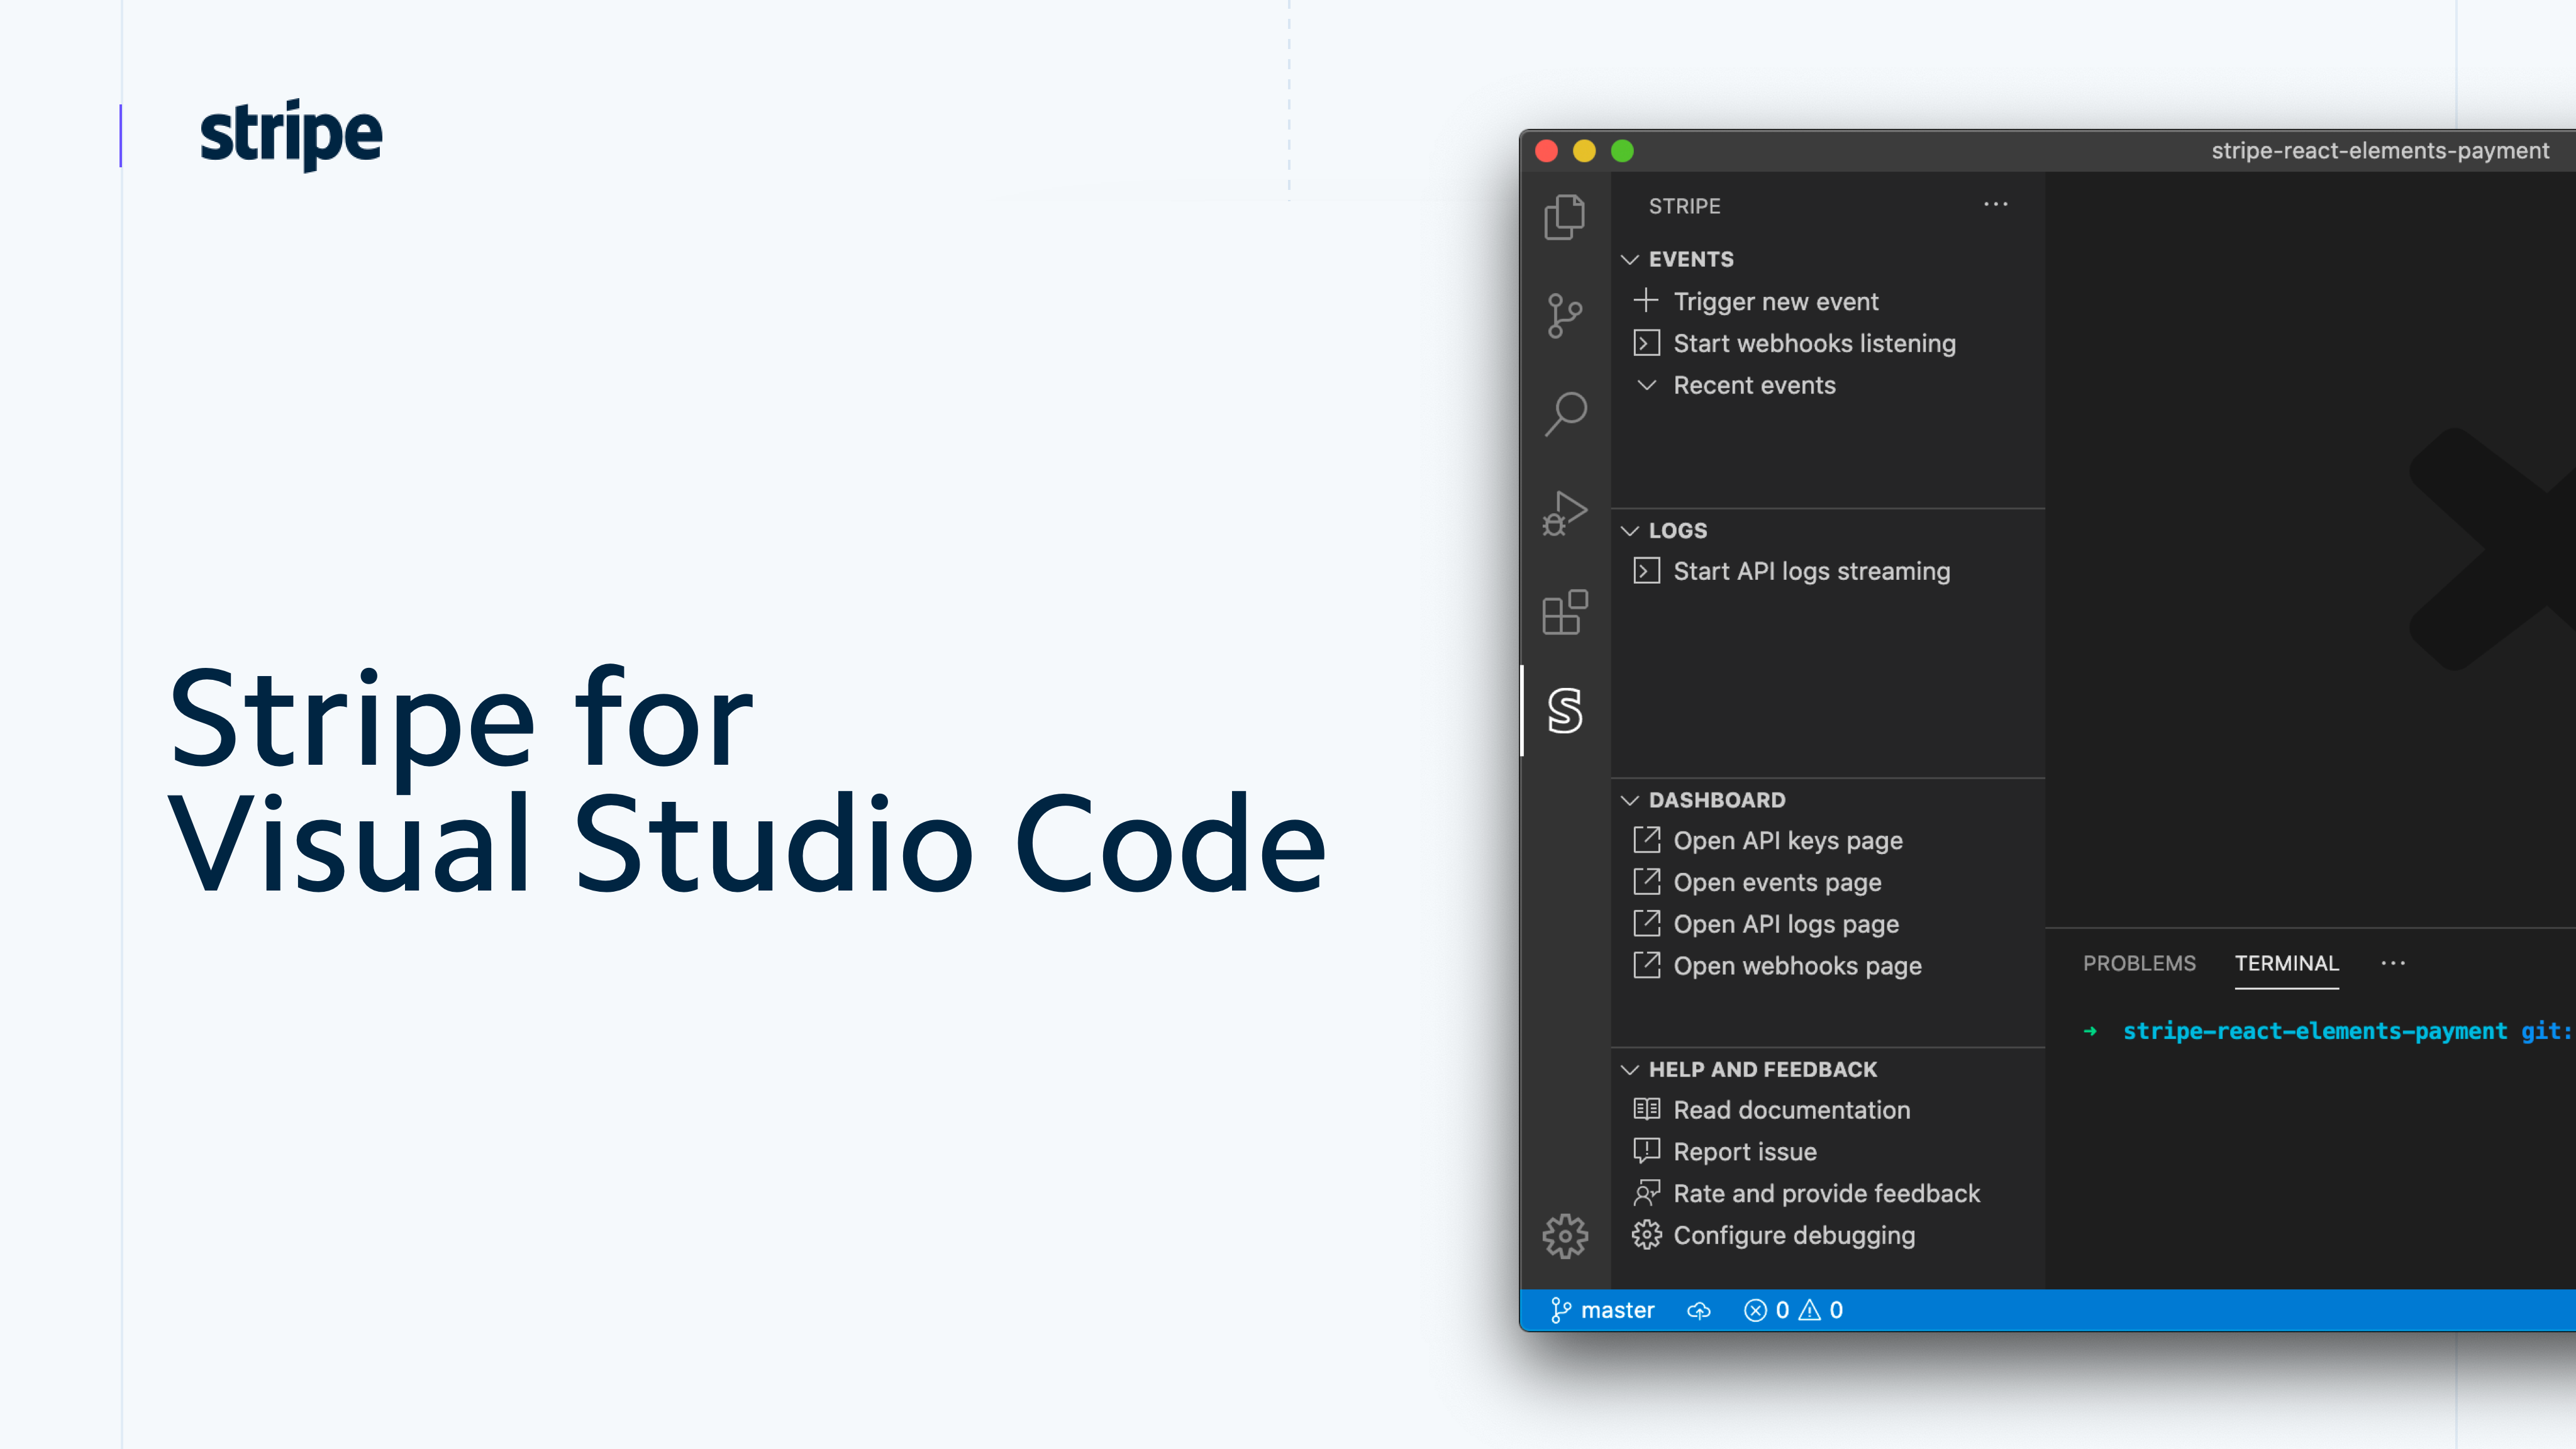 stripe
Stripe for
Visual Studio Code
stripe-react-elements-payment
STRIPE
EVENTS
Trigger new event
Start webhooks listening
Recent events
LOGS
Start API logs streaming
DASHBOARD
Open API keys page
Open events page
Open API logs page
Open webhooks page
HELP AND FEEDBACK
Read documentation
Report issue
Rate and provide feedback
Configure debugging
PROBLEMS TERMINAL ···
➜ stripe-react-elements-payment git:
master 0 0